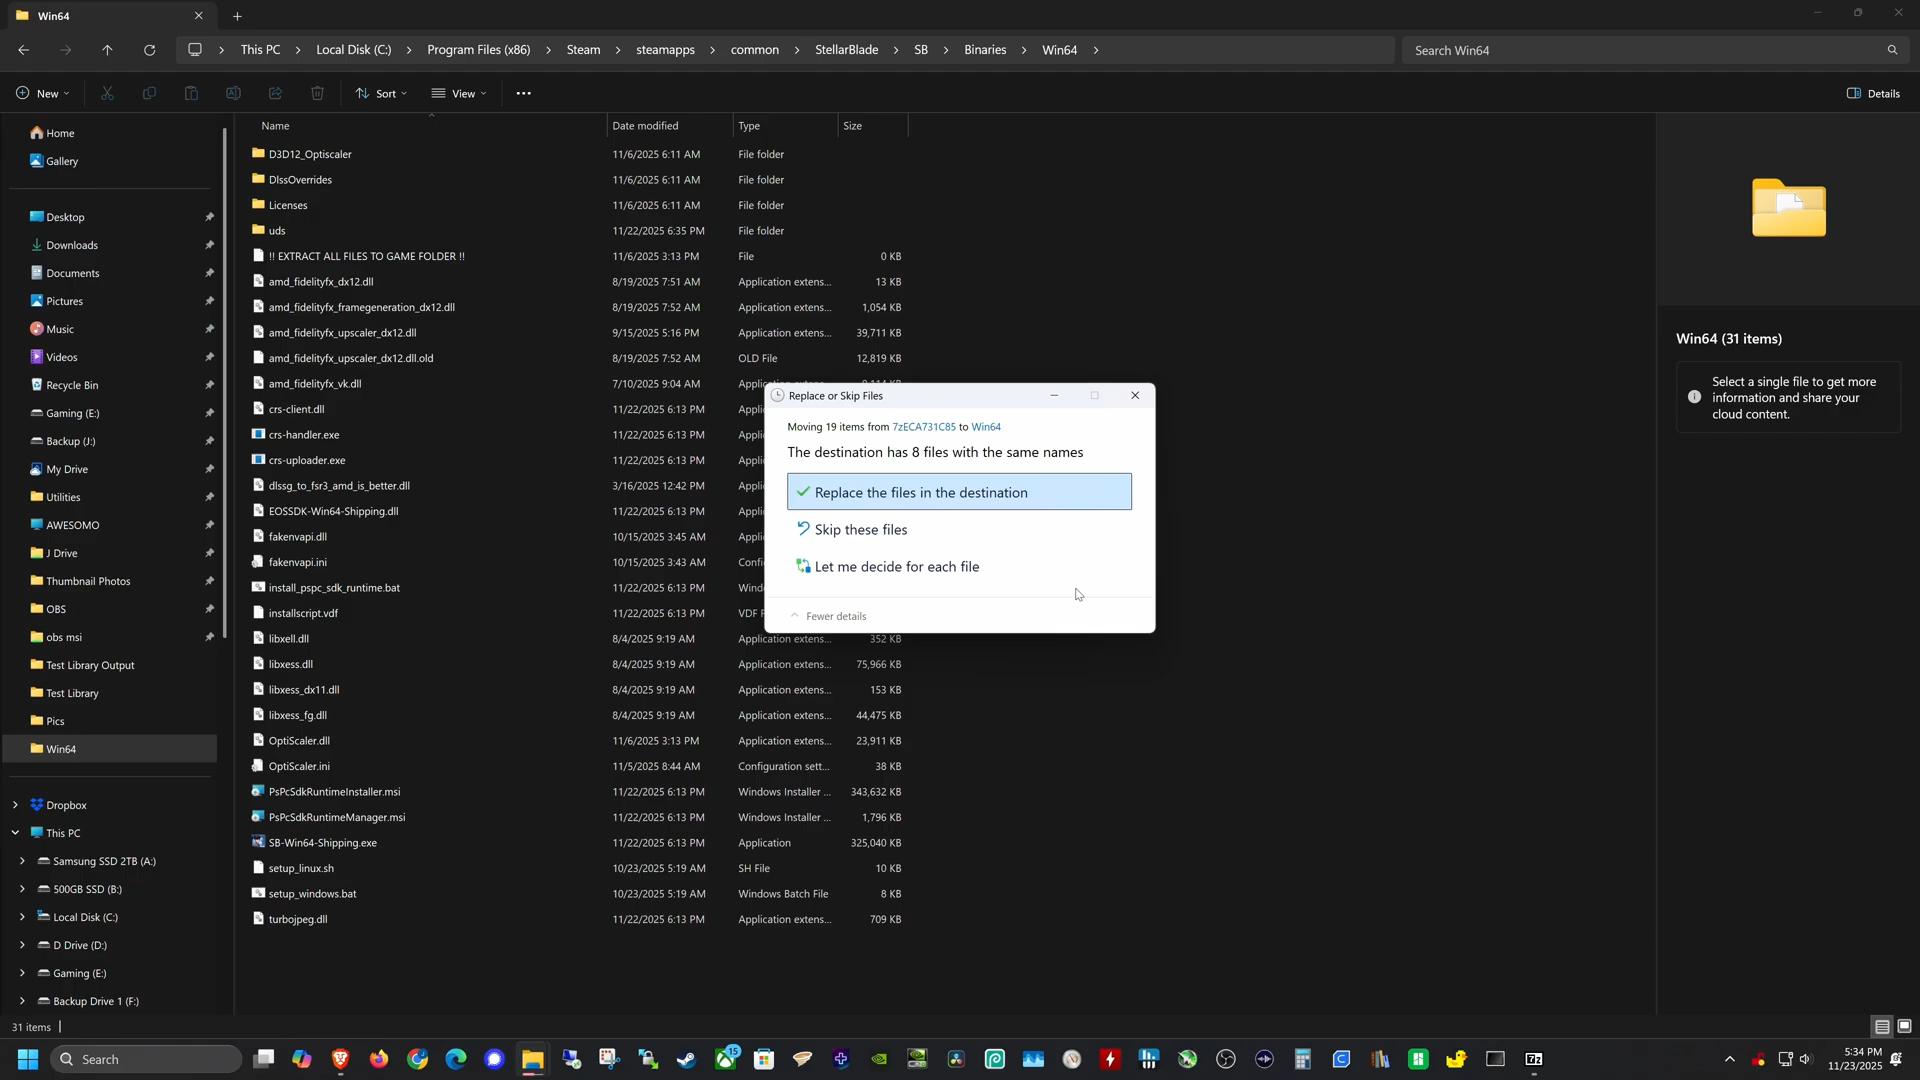 Win64
This PC
Local Disk (C:)
Program Files (x86)
Steam
steamapps
common
StellarBlade
SB
Binaries
Win64
Search Win64
New
Sort
View
Details
Home
Gallery
Desktop
Downloads
Documents
Pictures
Music
Videos
Recycle Bin
Gaming (E:)
Backup (J:)
My Drive
Utilities
AWESOMO
J Drive
Thumbnail Photos
OBS
obs msi
Test Library Output
Test Library
Pics
Win64
Dropbox
This PC
Samsung SSD 2TB (A:)
500GB SSD (B:)
Local Disk (C:)
D Drive (D:)
Gaming (E:)
Backup Drive 1 (F:)
Name Date modified Type Size
D3D12_Optiscaler 11/6/2025 6:11 AM File folder
DlssOverrides 11/6/2025 6:11 AM File folder
Licenses 11/6/2025 6:11 AM File folder
uds 11/22/2025 6:35 PM File folder
!! EXTRACT ALL FILES TO GAME FOLDER !! 11/6/2025 3:13 PM File 0 KB
amd_fidelityfx_dx12.dll 8/19/2025 7:51 AM Application extens... 13 KB
amd_fidelityfx_framegeneration_dx12.dll 8/19/2025 7:52 AM Application extens... 1,054 KB
amd_fidelityfx_upscaler_dx12.dll 9/15/2025 5:16 PM Application extens... 39,711 KB
amd_fidelityfx_upscaler_dx12.dll.old 8/19/2025 7:52 AM OLD File 12,819 KB
amd_fidelityfx_vk.dll 7/10/2025 9:04 AM
crs-client.dll 11/22/2025 6:13 PM Appli
crs-handler.exe 11/22/2025 6:13 PM Appli
crs-uploader.exe 11/22/2025 6:13 PM Appli
dlssg_to_fsr3_amd_is_better.dll 3/16/2025 12:42 PM Appli
EOSSDK-Win64-Shipping.dll 11/22/2025 6:13 PM Appli
fakenvapi.dll 10/15/2025 3:45 AM Appli
fakenvapi.ini 10/15/2025 3:43 AM Confi
install_pspc_sdk_runtime.bat 11/22/2025 6:13 PM Wind
installscript.vdf 11/22/2025 6:13 PM VDF F
libxell.dll 8/4/2025 9:19 AM Application extens... 352 KB
libxess.dll 8/4/2025 9:19 AM Application extens... 75,966 KB
libxess_dx11.dll 8/4/2025 9:19 AM Application extens... 153 KB
libxess_fg.dll 8/4/2025 9:19 AM Application extens... 44,475 KB
OptiScaler.dll 11/6/2025 3:13 PM Application extens... 23,911 KB
OptiScaler.ini 11/5/2025 8:44 AM Configuration sett... 38 KB
PsPcSdkRuntimeInstaller.msi 11/22/2025 6:13 PM Windows Installer ... 343,632 KB
PsPcSdkRuntimeManager.msi 11/22/2025 6:13 PM Windows Installer ... 1,796 KB
SB-Win64-Shipping.exe 11/22/2025 6:13 PM Application 325,040 KB
setup_linux.sh 10/23/2025 5:19 AM SH File 10 KB
setup_windows.bat 10/23/2025 5:19 AM Windows Batch File 8 KB
turbojpeg.dll 11/22/2025 6:13 PM Application extens... 709 KB
Replace or Skip Files
Moving 19 items from 7zECA731C85 to Win64
The destination has 8 files with the same names
Replace the files in the destination
Skip these files
Let me decide for each file
Fewer details
Win64 (31 items)
Select a single file to get more
information and share your
cloud content.
31 items
Search
15
7z
5:34 PM
11/23/2025